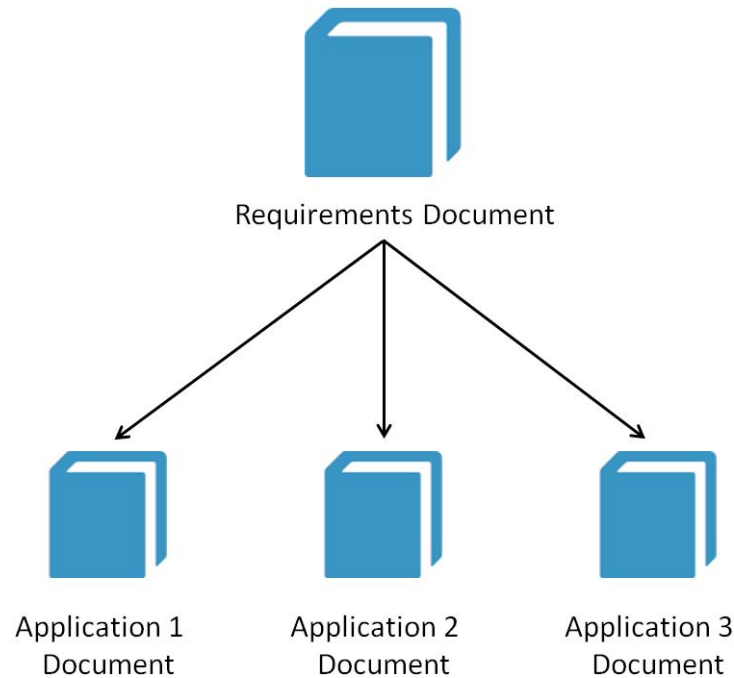 Requirements Document
Application 1
Document
Application 2
Document
Application 3
Document